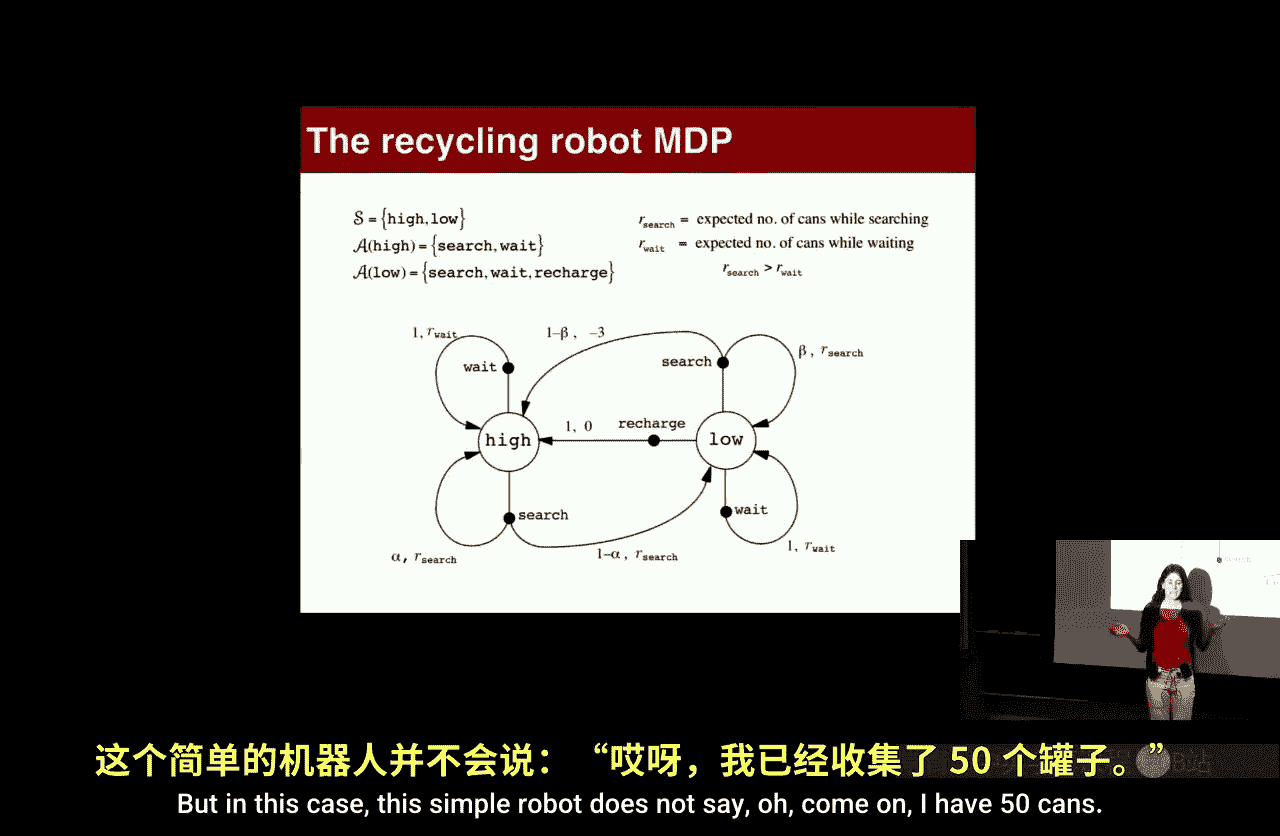 The recycling robot MDP
S = {high, low}
A(high) = {search, wait}
A(low) = {search, wait, recharge}
r_search = expected no. of cans while searching
r_wait = expected no. of cans while waiting
r_search > r_wait
1, r_wait
1–β , –3
wait
search
β , r_search
high
1, 0
recharge
low
search
wait
α, r_search
1–α , r_search
1, r_wait
这个简单的机器人并不会说：“哎呀，我已经收集了 50 个罐子。”
But in this case, this simple robot does not say, oh, come on, I have 50 cans.